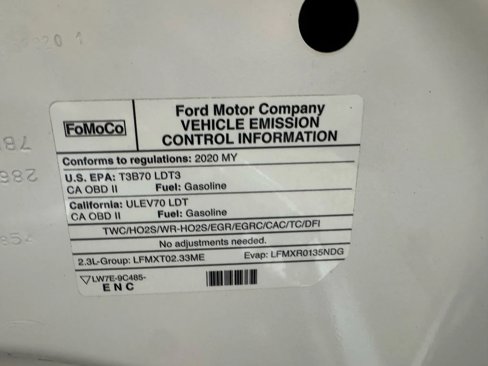 FoMoCo
Ford Motor Company
VEHICLE EMISSION
CONTROL INFORMATION
Conforms to regulations: 2020 MY
U.S. EPA: T3B70 LDT3
CA OBD II Fuel: Gasoline
California: ULEV70 LDT
CA OBD II Fuel: Gasoline
TWC/HO2S/WR-HO2S/EGR/EGRC/CAC/TC/DFI
No adjustments needed.
2.3L-Group: LFMXT02.33ME Evap: LFMXR0135NDG
LW7E-9C485-
ENC